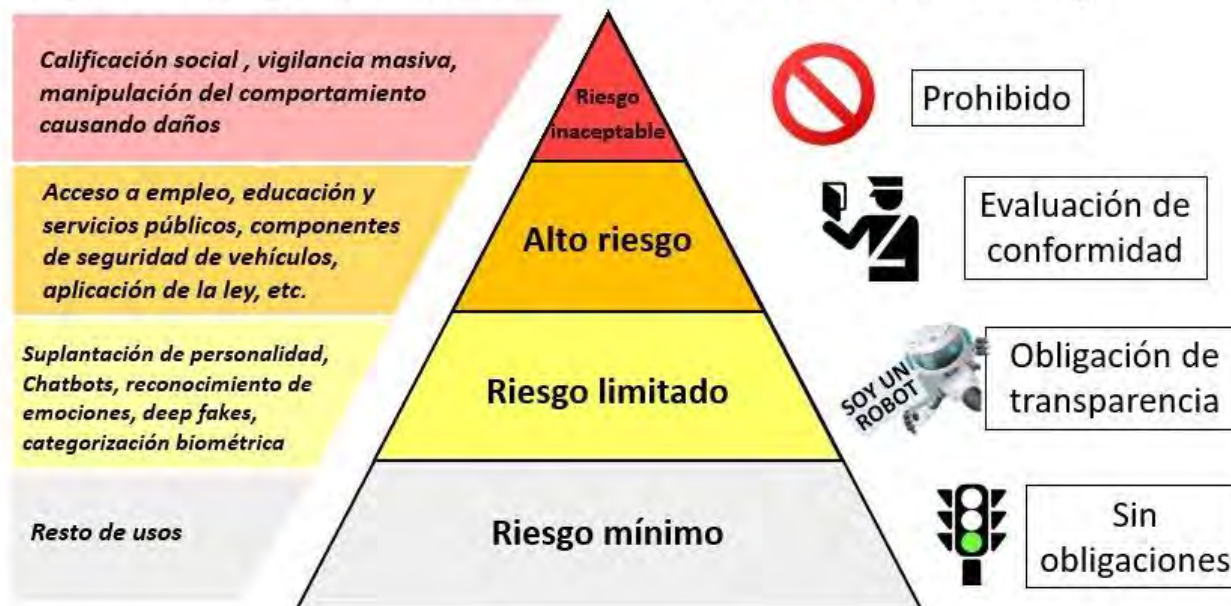 Calificación social , vigilancia masiva,
manipulación del comportamiento
causando daños
Riesgo
inaceptable
Prohibido
Acceso a empleo, educación y
servicios públicos, componentes
de seguridad de vehículos,
aplicación de la ley, etc.
Alto riesgo
Evaluación de
conformidad
Suplantación de personalidad,
Chatbots, reconocimiento de
emociones, deep fakes,
categorización biométrica
Riesgo limitado
SOY UN
ROBOT
Obligación de
transparencia
Resto de usos
Riesgo mínimo
Sin
obligaciones